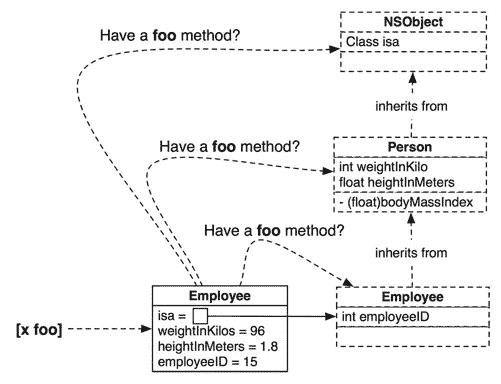 NSObject
Class isa
Have a foo method?
inherits from
Person
int weightInKilo
float heightInMeters
- (float)bodyMassIndex
Have a foo method?
inherits from
Have a foo method?
Employee
int employeeID
Employee
isa =
weightInKilos = 96
heightInMeters = 1.8
employeeID = 15
[x foo]